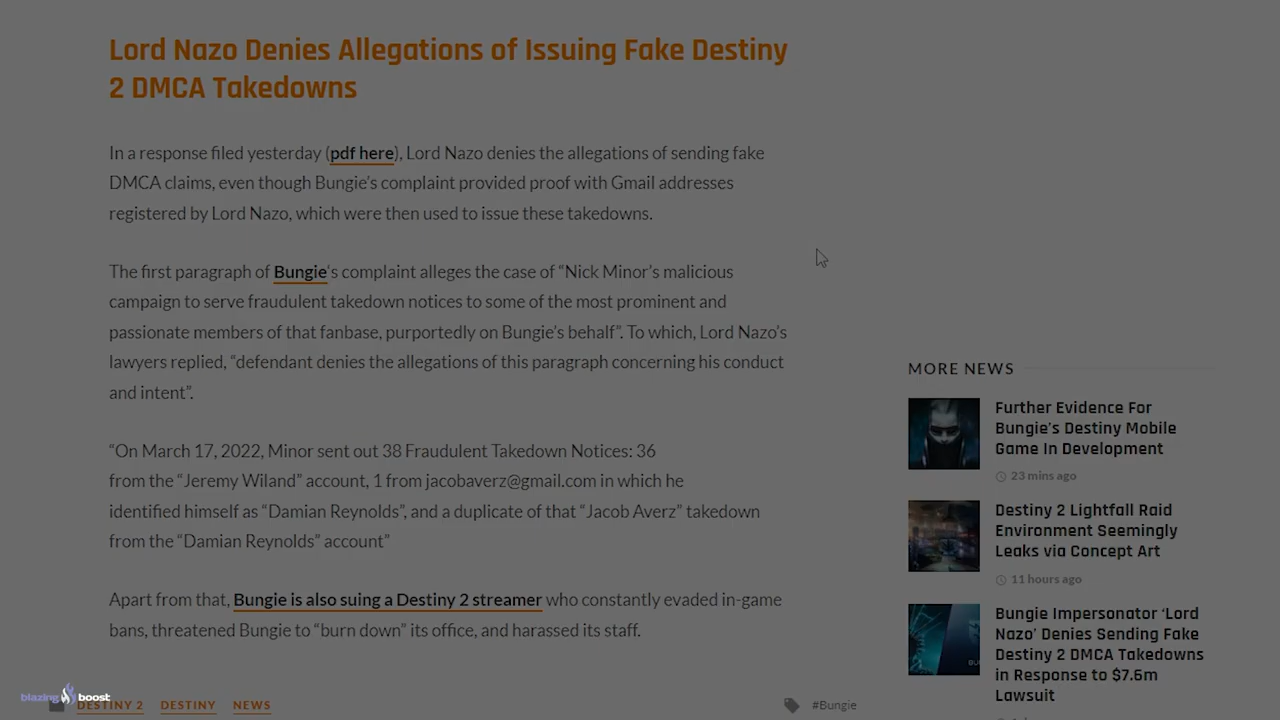 Lord Nazo Denies Allegations of Issuing Fake Destiny
2 DMCA Takedowns
In a response filed yesterday (pdf here), Lord Nazo denies the allegations of sending fake
DMCA claims, even though Bungie’s complaint provided proof with Gmail addresses
registered by Lord Nazo, which were then used to issue these takedowns.
The first paragraph of Bungie‘s complaint alleges the case of “Nick Minor’s malicious
campaign to serve fraudulent takedown notices to some of the most prominent and
passionate members of that fanbase, purportedly on Bungie’s behalf”. To which, Lord Nazo’s
lawyers replied, “defendant denies the allegations of this paragraph concerning his conduct
and intent”.
“On March 17, 2022, Minor sent out 38 Fraudulent Takedown Notices: 36
from the “Jeremy Wiland” account, 1 from jacobaverz@gmail.com in which he
identified himself as “Damian Reynolds”, and a duplicate of that “Jacob Averz” takedown
from the “Damian Reynolds” account”
Apart from that, Bungie is also suing a Destiny 2 streamer who constantly evaded in-game
bans, threatened Bungie to “burn down” its office, and harassed its staff.
blazing boost
DESTINY 2 DESTINY NEWS
#Bungie
MORE NEWS
Further Evidence For
Bungie’s Destiny Mobile
Game In Development
23 mins ago
Destiny 2 Lightfall Raid
Environment Seemingly
Leaks via Concept Art
11 hours ago
Bungie Impersonator ‘Lord
Nazo’ Denies Sending Fake
Destiny 2 DMCA Takedowns
in Response to $7.6m
Lawsuit